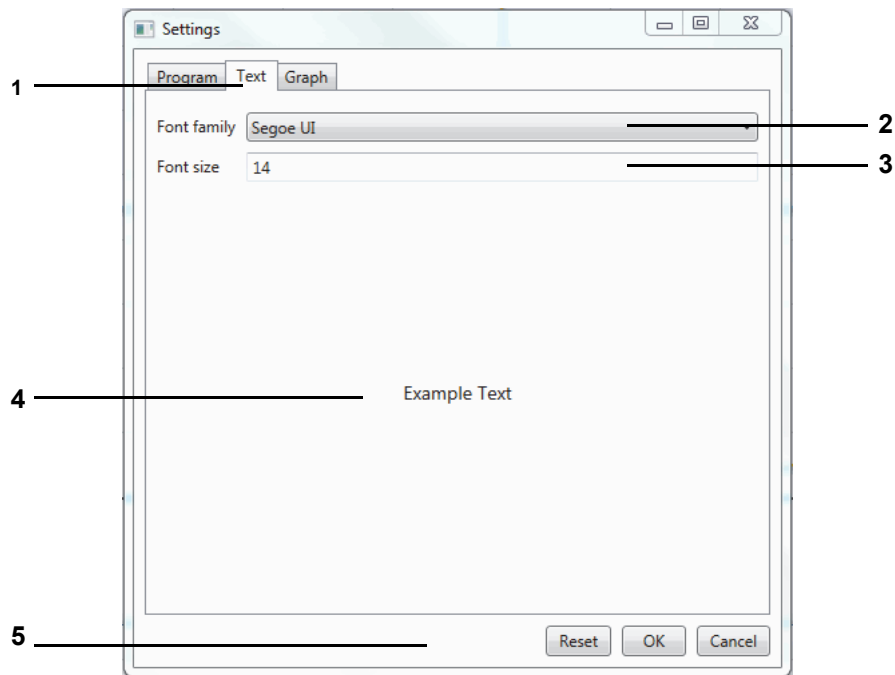 Settings
Program Text Graph
1
Font family Segoe UI
2
Font size 14
3
4
Example Text
5
Reset OK Cancel